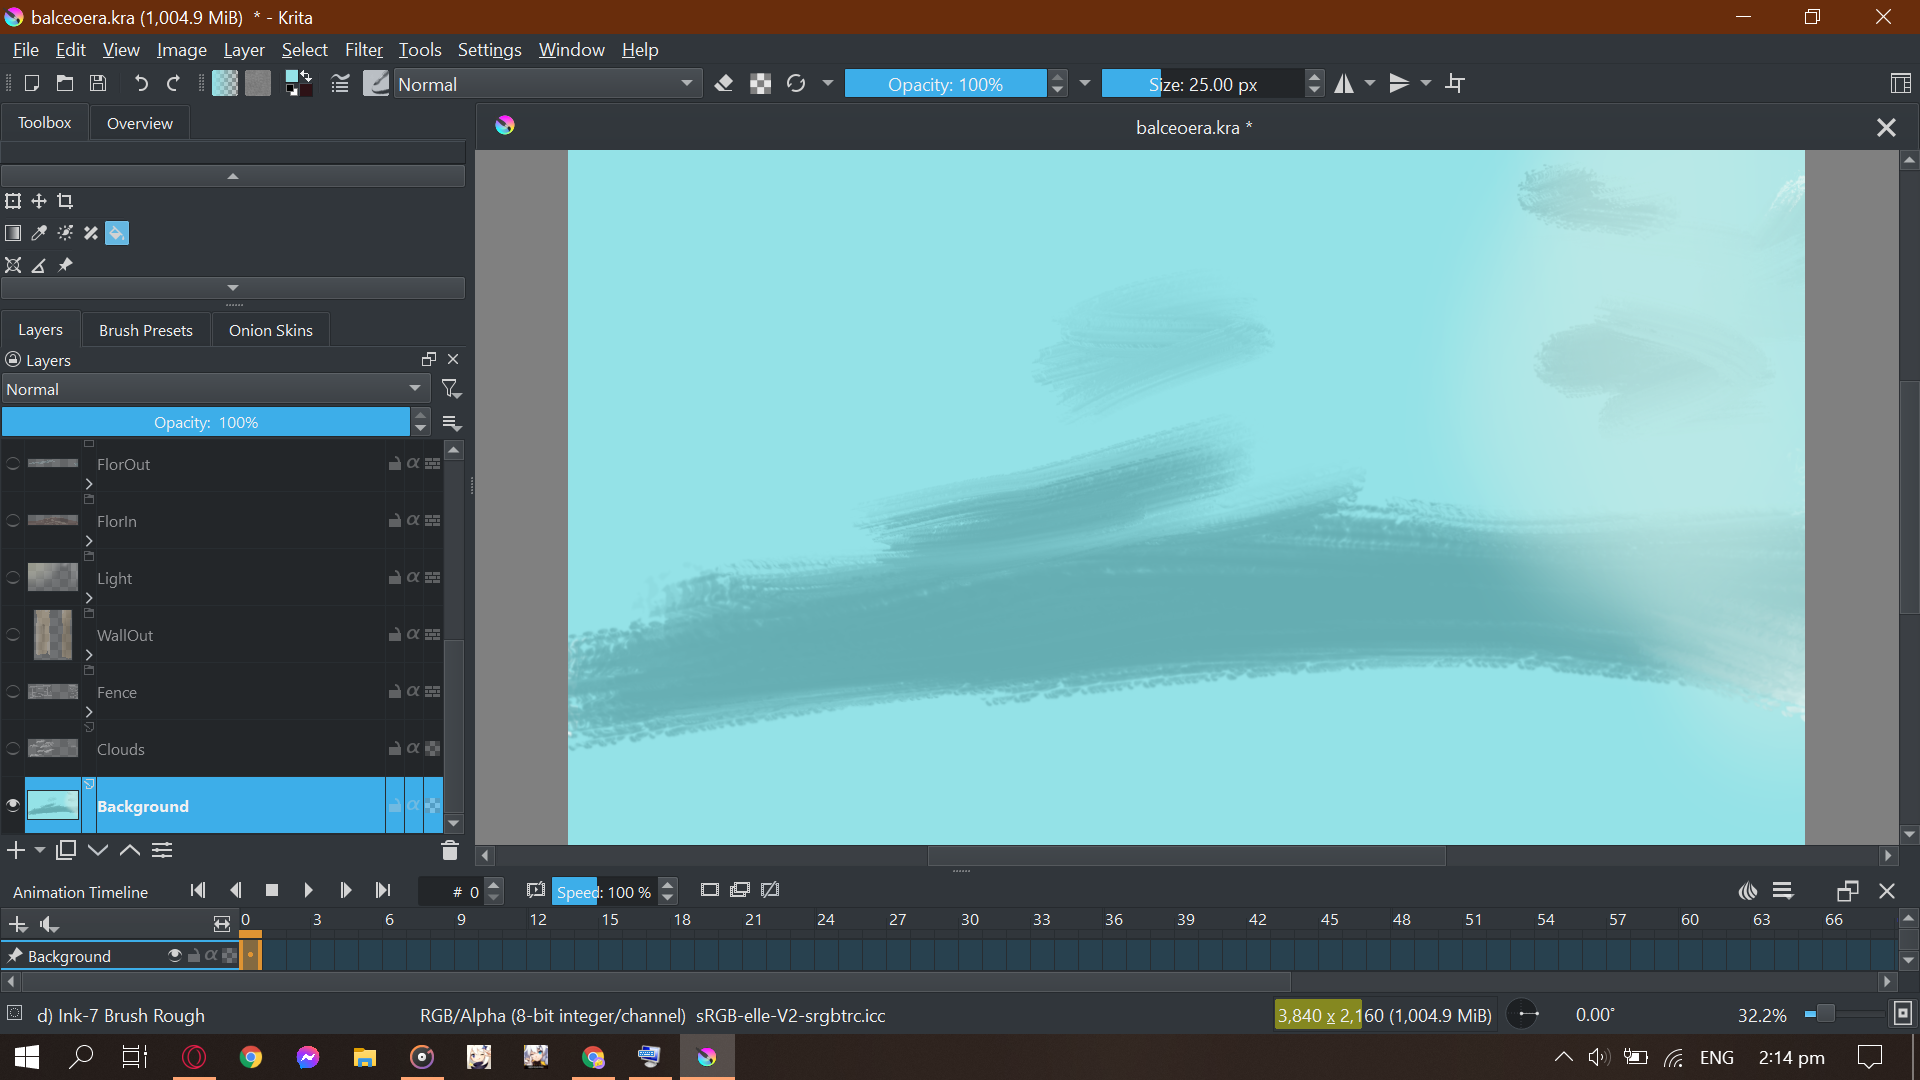 balceoera.kra (1,004.9 MiB) * - Krita
File Edit View Image Layer Select Filter Tools Settings Window Help
Normal Opacity: 100% Size: 25.00 px
Toolbox Overview
balceoera.kra *
Layers Brush Presets Onion Skins
Layers
Normal
Opacity: 100%
FlorOut
FlorIn
Light
WallOut
Fence
Clouds
Background
Animation Timeline # 0 Speed: 100 %
0 3 6 9 12 15 18 21 24 27 30 33 36 39 42 45 48 51 54 57 60 63 66
Background
d) Ink-7 Brush Rough RGB/Alpha (8-bit integer/channel) sRGB-elle-V2-srgbtrc.icc 3,840 x 2,160 (1,004.9 MiB) 0.00° 32.2%
ENG 2:14 pm